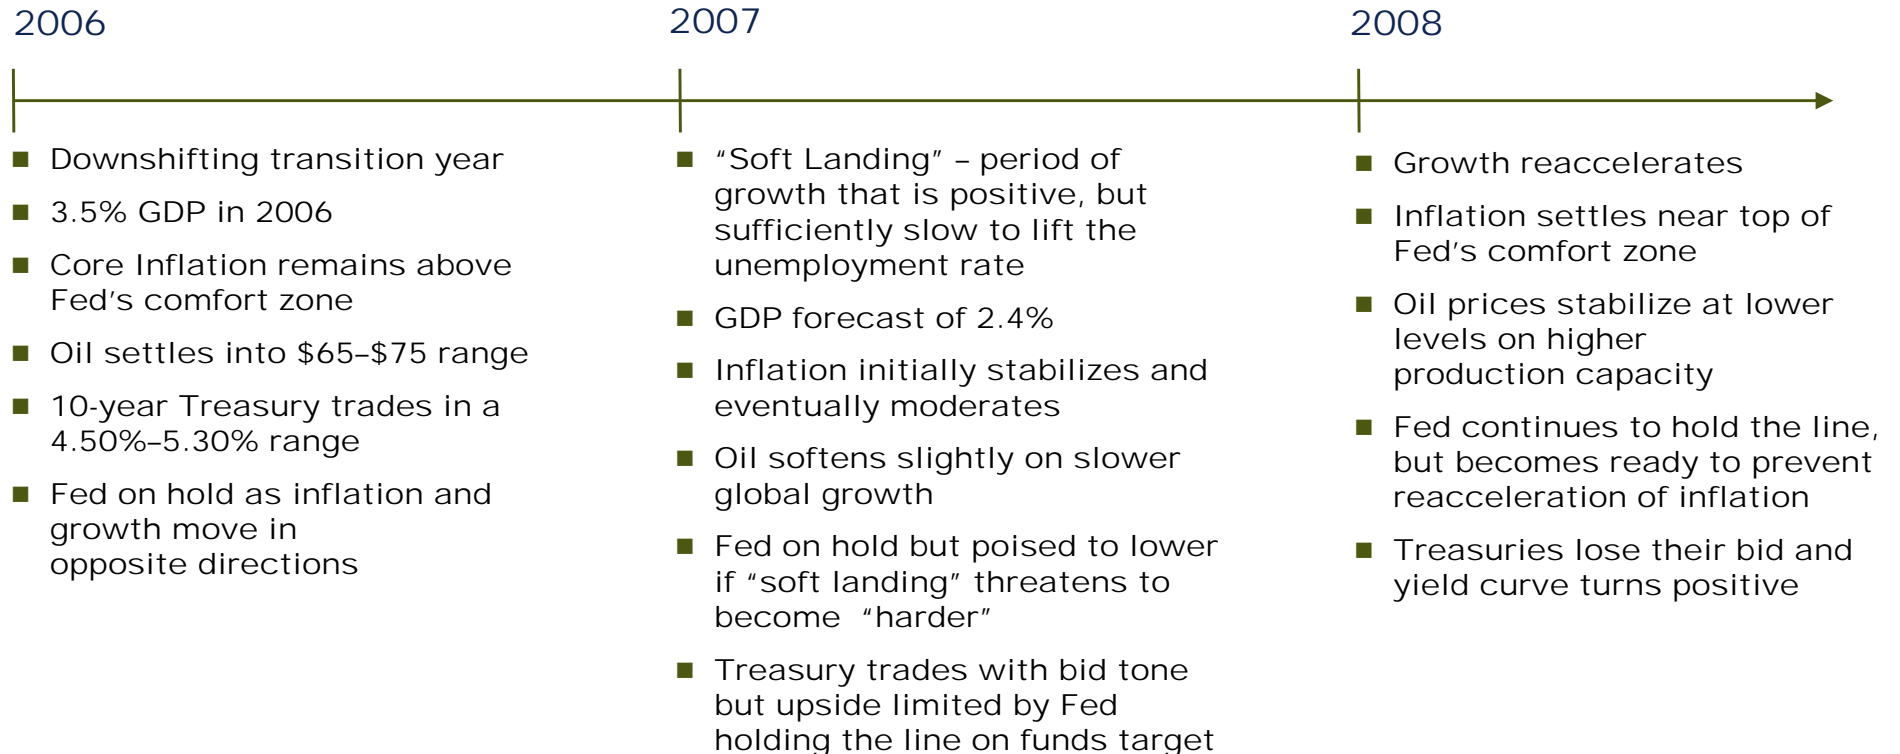 2006
2007
2008
■ Downshifting transition year
■ 3.5% GDP in 2006
■ Core Inflation remains above
Fed's comfort zone
■ Oil settles into $65–$75 range
■ 10-year Treasury trades in a
4.50%–5.30% range
■ Fed on hold as inflation and
growth move in
opposite directions
■ “Soft Landing” – period of
growth that is positive, but
sufficiently slow to lift the
unemployment rate
■ GDP forecast of 2.4%
■ Inflation initially stabilizes and
eventually moderates
■ Oil softens slightly on slower
global growth
■ Fed on hold but poised to lower
if “soft landing” threatens to
become “harder”
■ Treasury trades with bid tone
but upside limited by Fed
holding the line on funds target
■ Growth reaccelerates
■ Inflation settles near top of
Fed's comfort zone
■ Oil prices stabilize at lower
levels on higher
production capacity
■ Fed continues to hold the line,
but becomes ready to prevent
reacceleration of inflation
■ Treasuries lose their bid and
yield curve turns positive